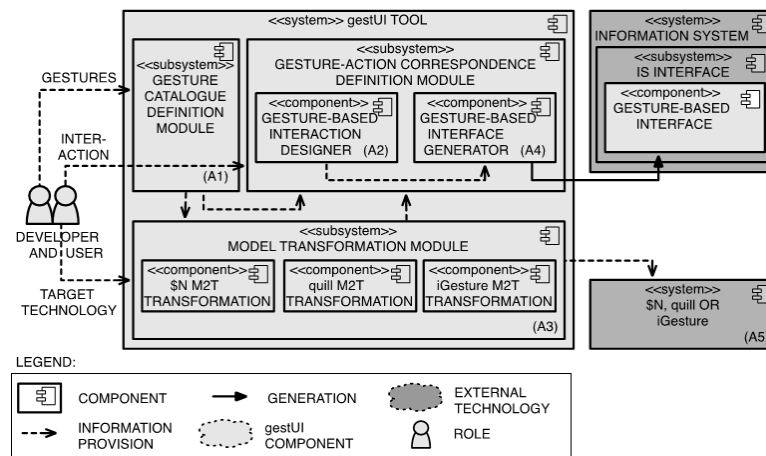 <<system>> gestUI TOOL
<<subsystem>>
GESTURE
CATALOGUE
DEFINITION
MODULE
(A1)
<<subsystem>>
GESTURE-ACTION CORRESPONDENCE
DEFINITION MODULE
<<component>>
GESTURE-BASED
INTERACTION
DESIGNER (A2)
<<component>>
GESTURE-BASED
INTERFACE
GENERATOR (A4)
<<system>>
INFORMATION SYSTEM
<<subsystem>>
IS INTERFACE
<<component>>
GESTURE-BASED
INTERFACE
GESTURES
INTER-
ACTION
DEVELOPER
AND USER
TARGET
TECHNOLOGY
<<subsystem>>
MODEL TRANSFORMATION MODULE
<<component>>
$N M2T
TRANSFORMATION
<<component>>
quill M2T
TRANSFORMATION
<<component>>
iGesture M2T
TRANSFORMATION
(A3)
<<system>>
$N, quill OR
iGesture
(A5)
LEGEND:
COMPONENT
GENERATION
EXTERNAL
TECHNOLOGY
INFORMATION
PROVISION
gestUI
COMPONENT
ROLE